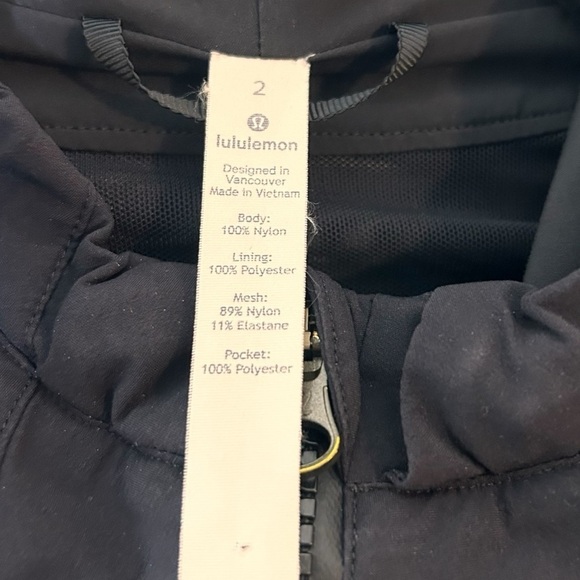 2
lululemon
Designed in
Vancouver
Made in Vietnam
Body:
100% Nylon
Lining:
100% Polyester
Mesh:
89% Nylon
11% Elastane
Pocket:
100% Polyester